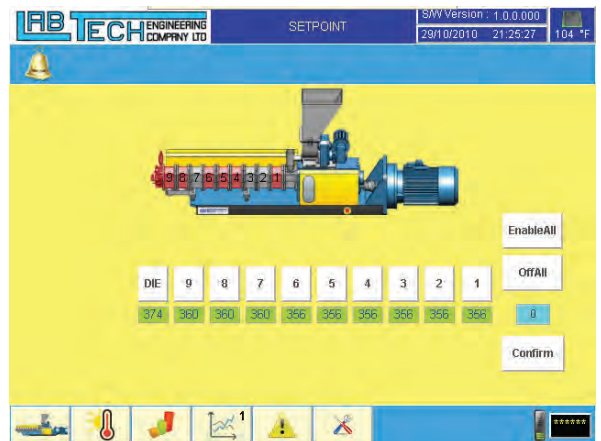 LAB TECH ENGINEERING COMPANY LTD
SETPOINT
S/W Version : 1.0.0.000
29/10/2010 21:25:27
104 °F
9 8 7 6 5 4 3 2 1
EnableAll
OffAll
DIE 9 8 7 6 5 4 3 2 1
374 360 360 360 356 356 356 356 356 356
0
Confirm
1
******